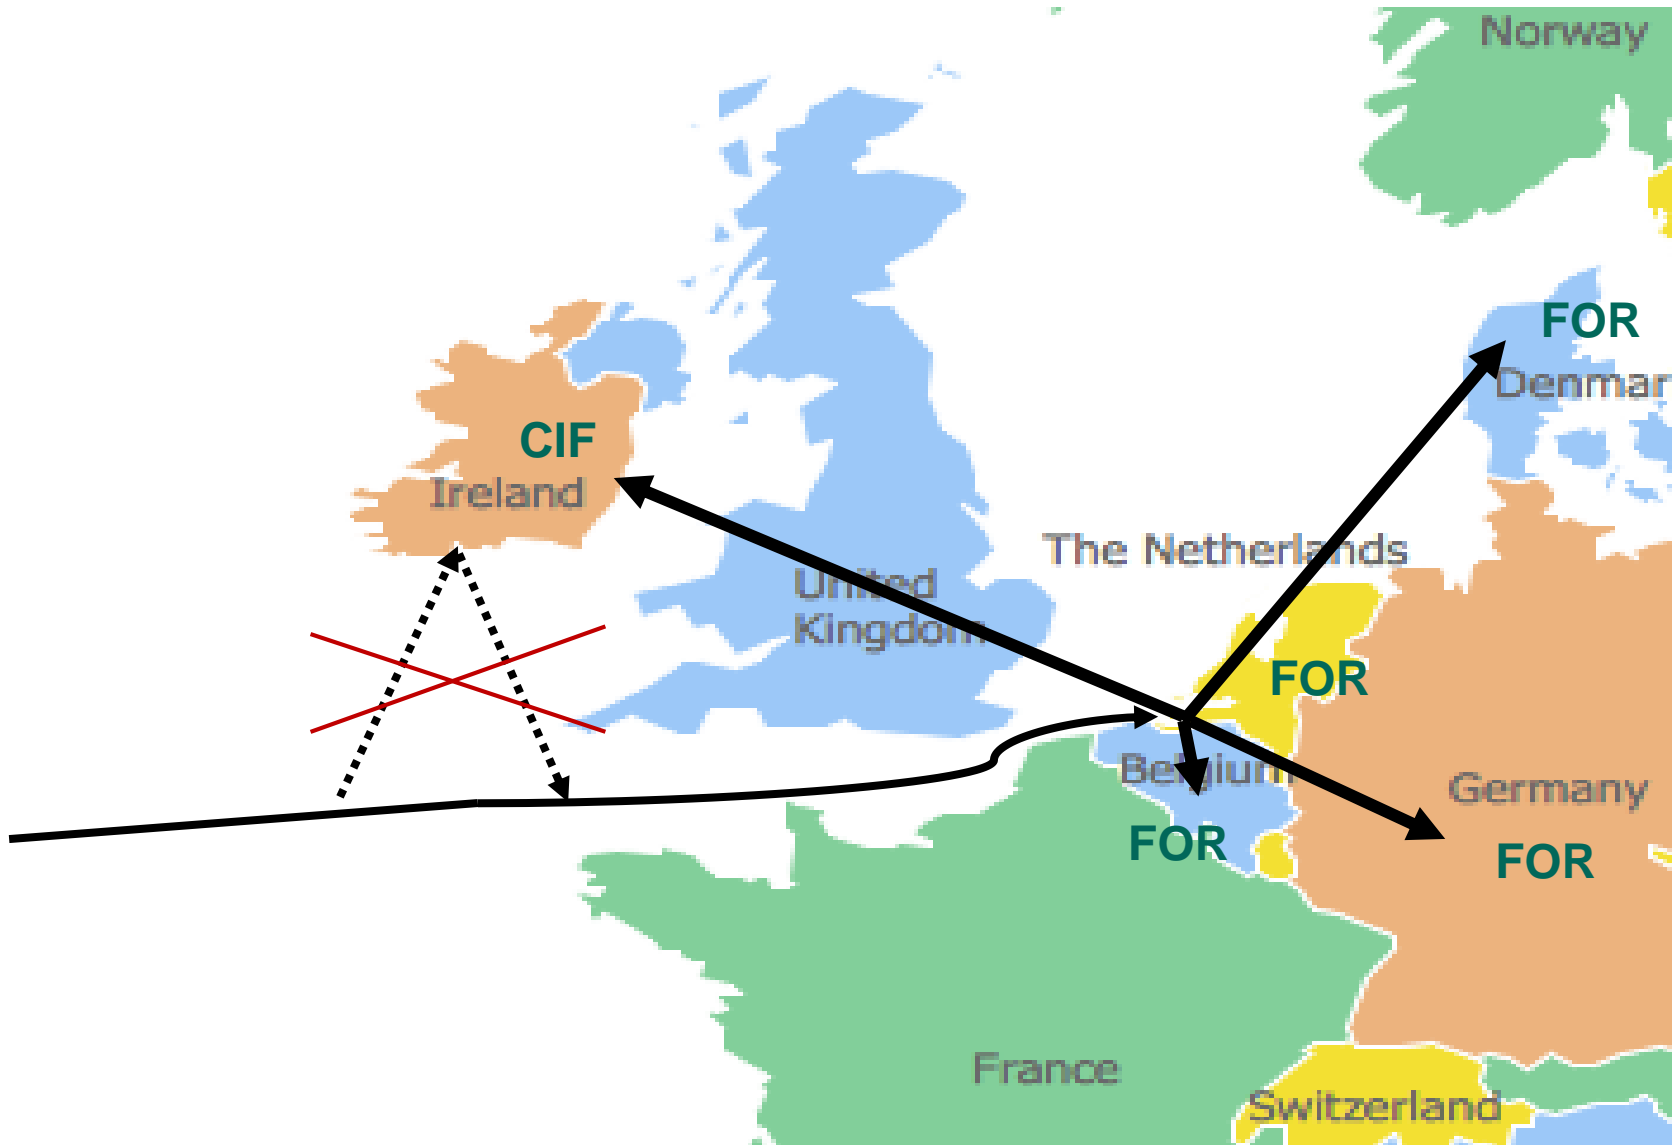 Norway
FOR
Denmar
CIF
Ireland
The Netherlands
United
Kingdom
FOR
Belgium
Germany
FOR
FOR
France
Switzerland